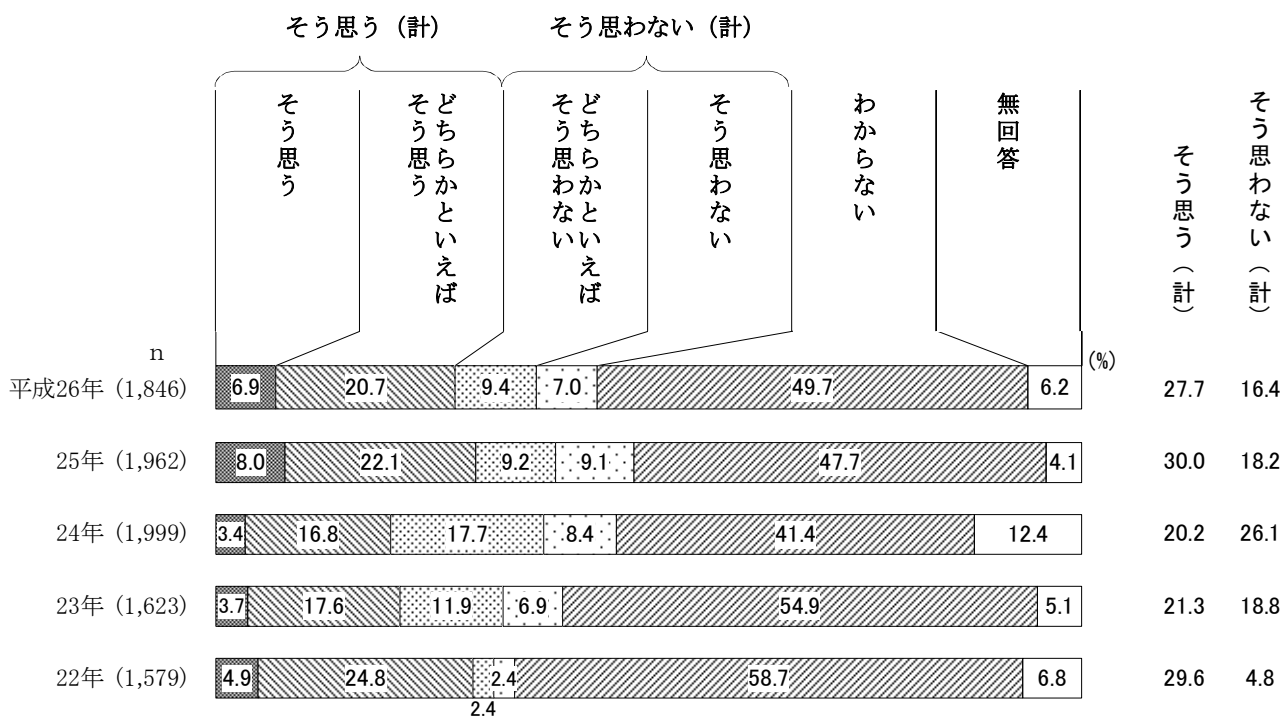 そう思う（計）
そう思わない（計）
そう思う
どちらかといえば
そう思う
どちらかといえば
そう思わない
そう思わない
わからない
無回答
そう思う（計）
そう思わない（計）
n
(%)
平成26年 (1,846) 6.9 20.7 9.4 7.0 49.7 6.2 27.7 16.4
25年 (1,962) 8.0 22.1 9.2 9.1 47.7 4.1 30.0 18.2
24年 (1,999) 3.4 16.8 17.7 8.4 41.4 12.4 20.2 26.1
23年 (1,623) 3.7 17.6 11.9 6.9 54.9 5.1 21.3 18.8
22年 (1,579) 4.9 24.8 2.4 58.7 6.8 29.6 4.8
2.4